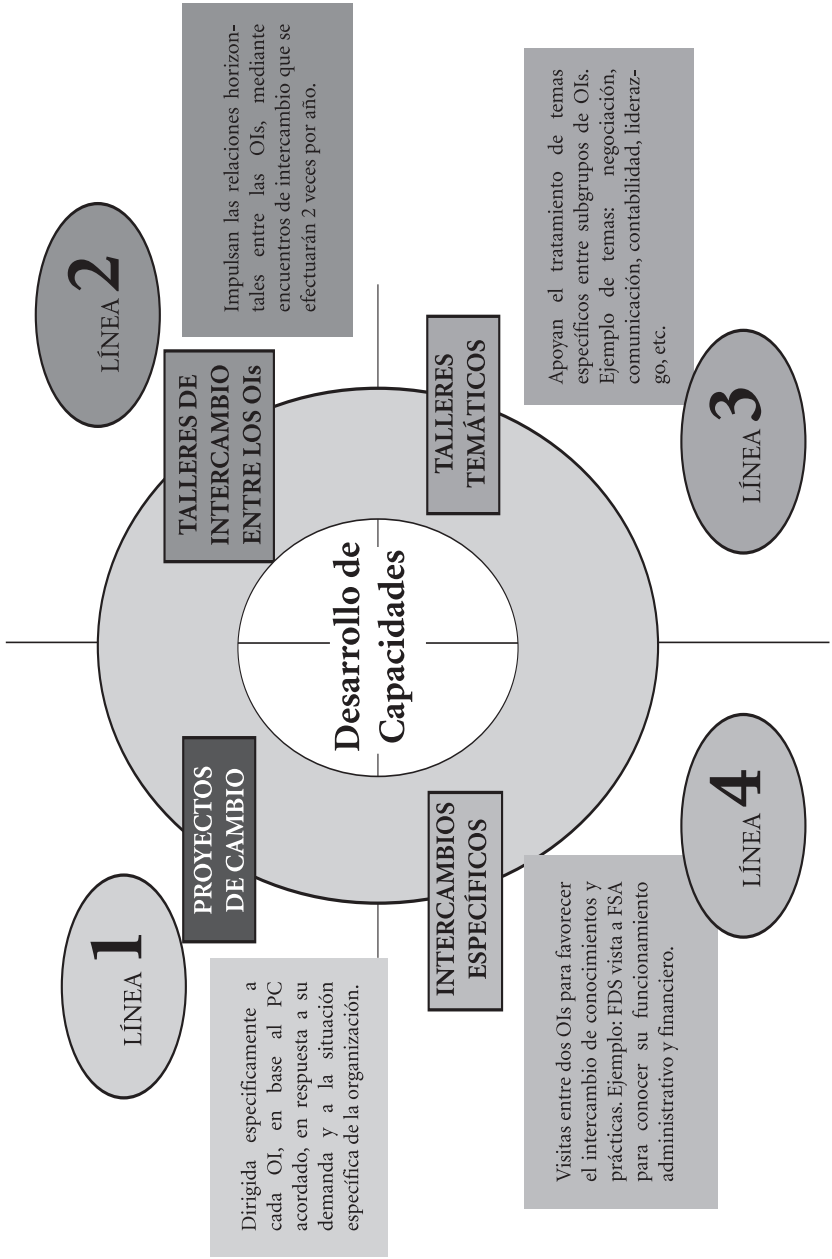 LÍNEA 1
Dirigida específicamente a
cada OI, en base al PC
acordado, en respuesta a su
demanda y a la situación
específica de la organización.
PROYECTOS
DE CAMBIO
LÍNEA 2
TALLERES DE
INTERCAMBIO
ENTRE LOS OIs
Impulsan las relaciones horizon-
tales entre las OIs, mediante
encuentros de intercambio que se
efectuarán 2 veces por año.
Desarrollo de
Capacidades
TALLERES
TEMÁTICOS
Apoyan el tratamiento de temas
específicos entre subgrupos de OIs.
Ejemplo de temas: negociación,
comunicación, contabilidad, lideraz-
go, etc.
LÍNEA 3
INTERCAMBIOS
ESPECÍFICOS
Visitas entre dos OIs para favorecer
el intercambio de conocimientos y
prácticas. Ejemplo: FDS vista a FSA
para conocer su funcionamiento
administrativo y financiero.
LÍNEA 4